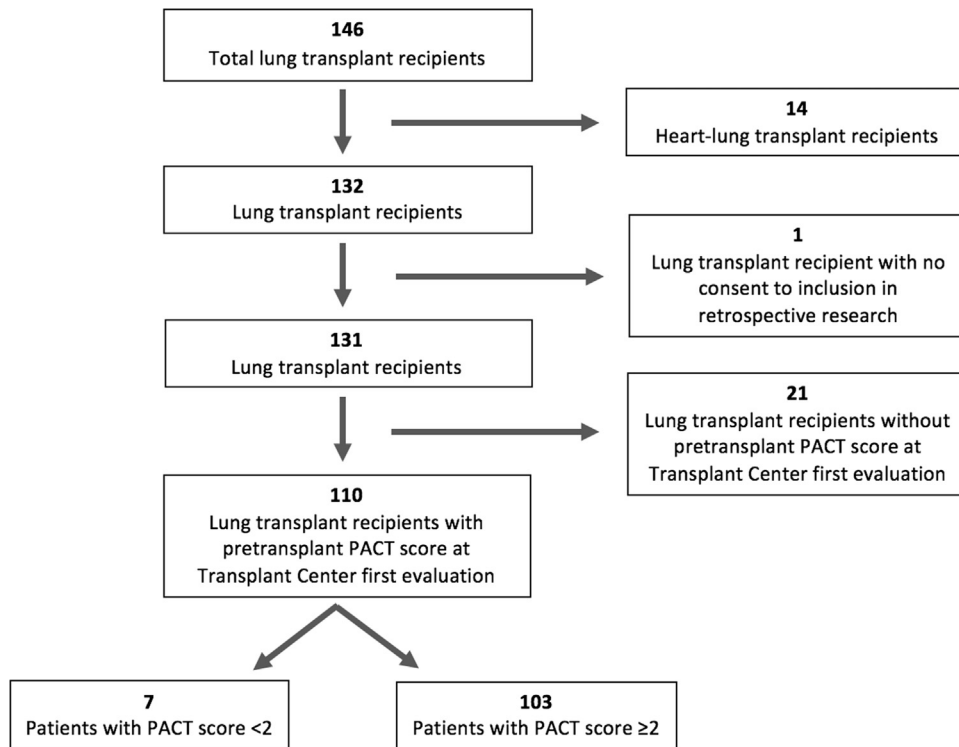 146
Total lung transplant recipients
14
Heart-lung transplant recipients
132
Lung transplant recipients
1
Lung transplant recipient with no
consent to inclusion in
retrospective research
131
Lung transplant recipients
21
Lung transplant recipients without
pretransplant PACT score at
Transplant Center first evaluation
110
Lung transplant recipients with
pretransplant PACT score at
Transplant Center first evaluation
7
Patients with PACT score <2
103
Patients with PACT score ≥2